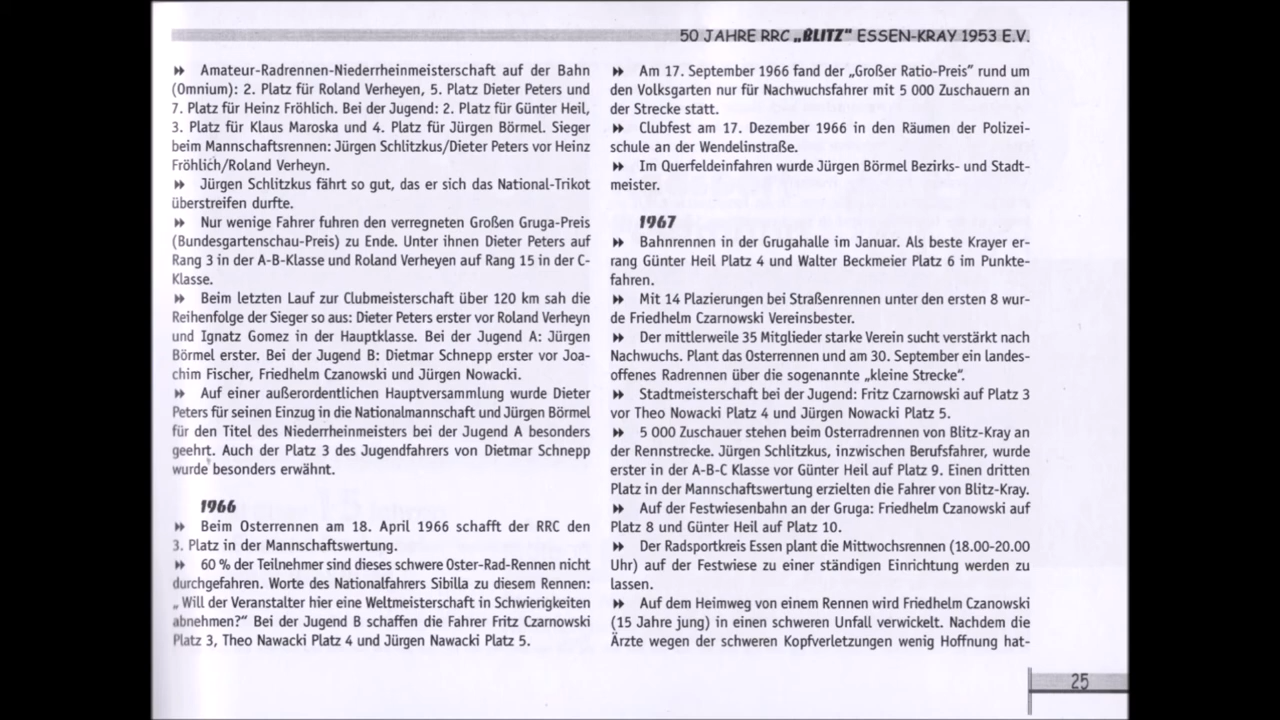 50 JAHRE RRC „BLITZ" ESSEN-KRAY 1953 E.V.
Amateur-Radrennen-Niederrheinmeisterschaft auf der Bahn
(Omnium): 2. Platz für Roland Verheyen, 5. Platz Dieter Peters und
7. Platz für Heinz Fröhlich. Bei der Jugend: 2. Platz für Günter Heil,
3. Platz für Klaus Maroska und 4. Platz für Jürgen Börmel. Sieger
beim Mannschaftsrennen: Jürgen Schlitzkus/Dieter Peters vor Heinz
Fröhlich/Roland Verheyn.
Jürgen Schlitzkus fährt so gut, das er sich das National-Trikot
überstreifen durfte.
Nur wenige Fahrer fuhren den verregneten Großen Gruga-Preis
(Bundesgartenschau-Preis) zu Ende. Unter ihnen Dieter Peters auf
Rang 3 in der A-B-Klasse und Roland Verheyen auf Rang 15 in der C-
Klasse.
Beim letzten Lauf zur Clubmeisterschaft über 120 km sah die
Reihenfolge der Sieger so aus: Dieter Peters erster vor Roland Verheyn
und Ignatz Gomez in der Hauptklasse. Bei der Jugend A: Jürgen
Börmel erster. Bei der Jugend B: Dietmar Schnepp erster vor Joa-
chim Fischer, Friedhelm Czanowski und Jürgen Nowacki.
Auf einer außerordentlichen Hauptversammlung wurde Dieter
Peters für seinen Einzug in die Nationalmannschaft und Jürgen Börmel
für den Titel des Niederrheinmeisters bei der Jugend A besonders
geehrt. Auch der Platz 3 des Jugendfahrers von Dietmar Schnepp
wurde besonders erwähnt.
1966
Beim Osterrennen am 18. April 1966 schafft der RRC den
3. Platz in der Mannschaftswertung.
60 % der Teilnehmer sind dieses schwere Oster-Rad-Rennen nicht
durchgefahren. Worte des Nationalfahrers Sibilla zu diesem Rennen:
„Will der Veranstalter hier eine Weltmeisterschaft in Schwierigkeiten
abnehmen?" Bei der Jugend B schaffen die Fahrer Fritz Czarnowski
Platz 3, Theo Nawacki Platz 4 und Jürgen Nawacki Platz 5.
Am 17. September 1966 fand der „Großer Ratio-Preis" rund um
den Volksgarten nur für Nachwuchsfahrer mit 5 000 Zuschauern an
der Strecke statt.
Clubfest am 17. Dezember 1966 in den Räumen der Polizei-
schule an der Wendelinstraße.
Im Querfeldeinfahren wurde Jürgen Börmel Bezirks- und Stadt-
meister.
1967
Bahnrennen in der Grugahalle im Januar. Als beste Krayer er-
rang Günter Heil Platz 4 und Walter Beckmeier Platz 6 im Punkte-
fahren.
Mit 14 Plazierungen bei Straßenrennen unter den ersten 8 wur-
de Friedhelm Czarnowski Vereinsbester.
Der mittlerweile 35 Mitglieder starke Verein sucht verstärkt nach
Nachwuchs. Plant das Osterrennen und am 30. September ein landes-
offenes Radrennen über die sogenannte „kleine Strecke“.
Stadtmeisterschaft bei der Jugend: Fritz Czarnowski auf Platz 3
vor Theo Nowacki Platz 4 und Jürgen Nowacki Platz 5.
5 000 Zuschauer stehen beim Osterradrennen von Blitz-Kray an
der Rennstrecke. Jürgen Schlitzkus, inzwischen Berufsfahrer, wurde
erster in der A-B-C Klasse vor Günter Heil auf Platz 9. Einen dritten
Platz in der Mannschaftswertung erzielten die Fahrer von Blitz-Kray.
Auf der Festwiesenbahn an der Gruga: Friedhelm Czanowski auf
Platz 8 und Günter Heil auf Platz 10.
Der Radsportkreis Essen plant die Mittwochsrennen (18.00-20.00
Uhr) auf der Festwiese zu einer ständigen Einrichtung werden zu
lassen.
Auf dem Heimweg von einem Rennen wird Friedhelm Czanowski
(15 Jahre jung) in einen schweren Unfall verwickelt. Nachdem die
Ärzte wegen der schweren Kopfverletzungen wenig Hoffnung hat-
25